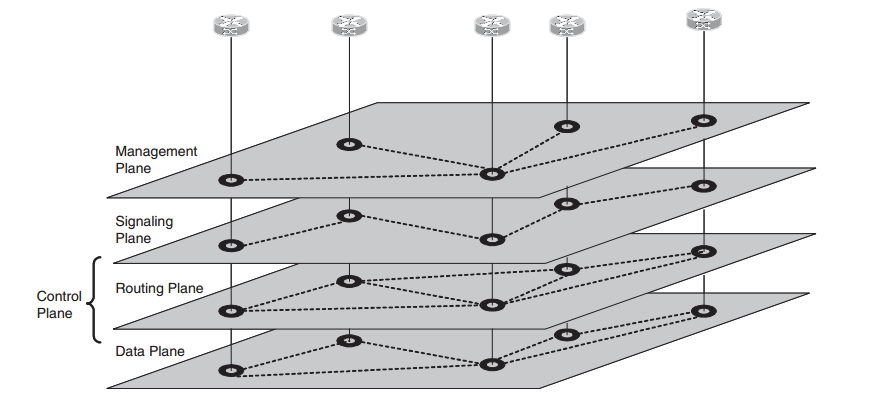 Management
Plane
Signaling
Plane
Routing Plane
Control
Plane
Data Plane